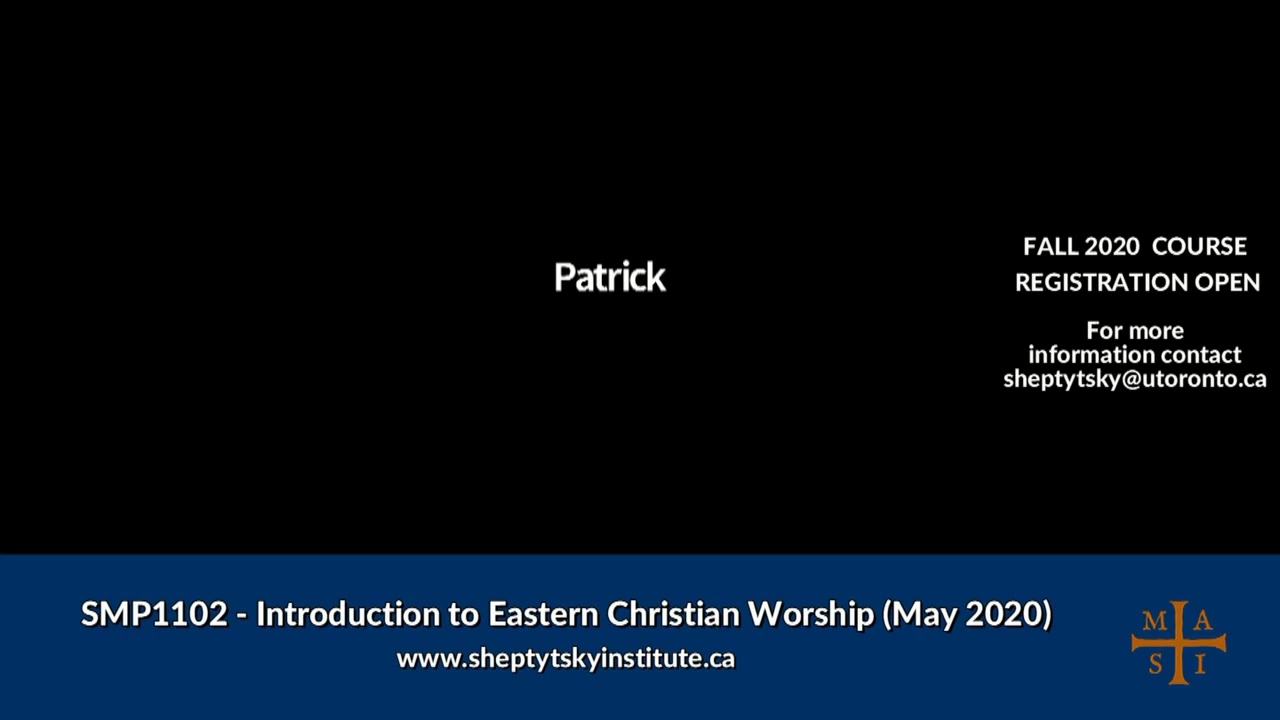 Patrick
FALL 2020 COURSE
REGISTRATION OPEN
For more
information contact
sheptytsky@utoronto.ca
SMP1102 - Introduction to Eastern Christian Worship (May 2020)
www.sheptytskyinstitute.ca
M A
S I